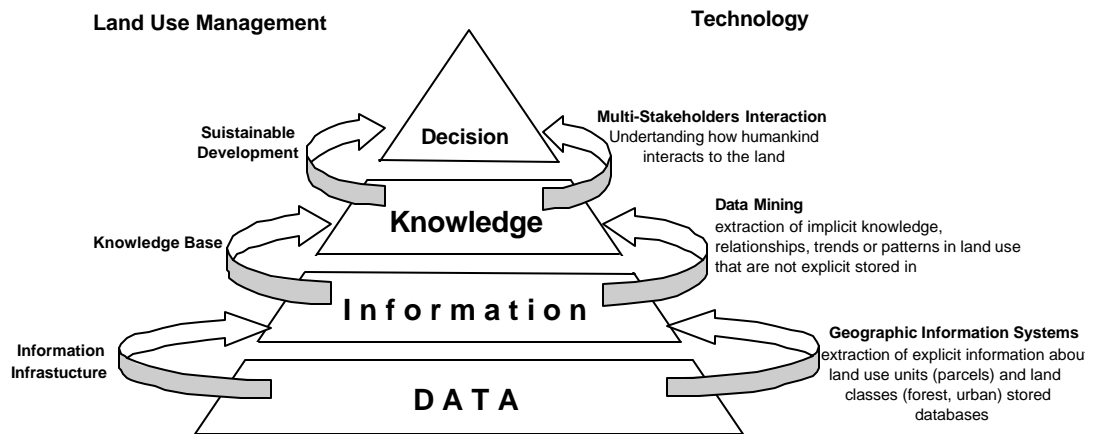 Land Use Management
Technology
Suistainable
Development
Decision
Multi-Stakeholders Interaction
Undertanding how humankind
interacts to the land
Knowledge Base
Knowledge
Data Mining
extraction of implicit knowledge,
relationships, trends or patterns in land use
that are not explicit stored in
Information
Infrastucture
Information
Geographic Information Systems
extraction of explicit information abou
land use units (parcels) and land
classes (forest, urban) stored
databases
DATA